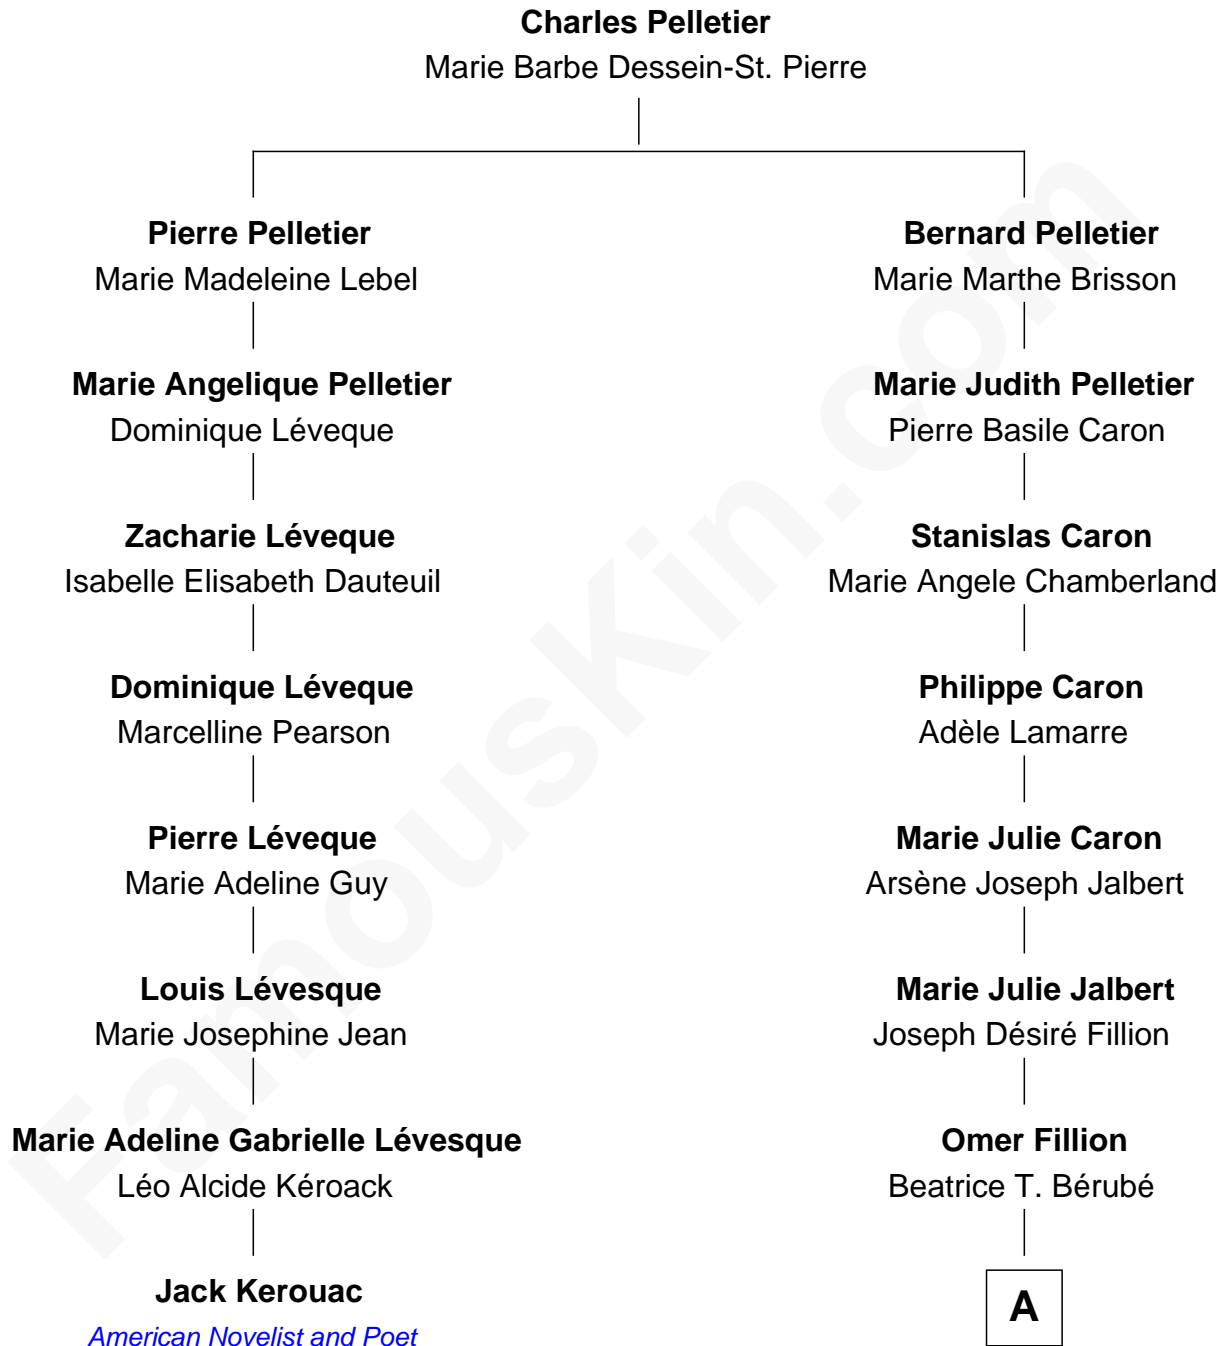 Charles Pelletier
Marie Barbe Dessein-St. Pierre
Pierre Pelletier
Marie Madeleine Lebel
Marie Angelique Pelletier
Dominique Léveque
Zacharie Léveque
Isabelle Elisabeth Dauteuil
Dominique Léveque
Marcelline Pearson
Pierre Léveque
Marie Adeline Guy
Louis Lévesque
Marie Josephine Jean
Marie Adeline Gabrielle Lévesque
Léo Alcide Kéroack
Jack Kerouac
American Novelist and Poet
Bernard Pelletier
Marie Marthe Brisson
Marie Judith Pelletier
Pierre Basile Caron
Stanislas Caron
Marie Angele Chamberland
Philippe Caron
Adèle Lamarre
Marie Julie Caron
Arsène Joseph Jalbert
Marie Julie Jalbert
Joseph Désiré Fillion
Omer Fillion
Beatrice T. Bérubé
A
FamousKin.com